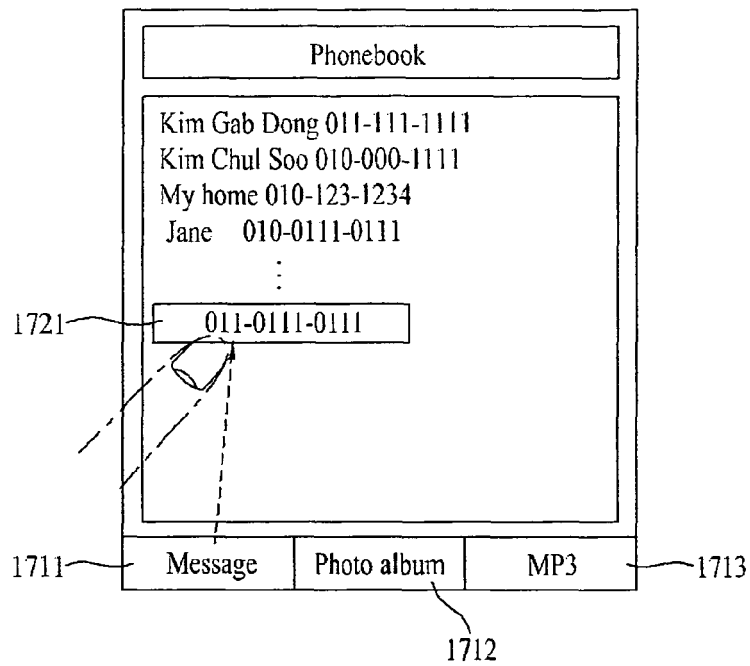 Phonebook
Kim Gab Dong 011-111-1111
Kim Chul Soo 010-000-1111
My home 010-123-1234
Jane 010-0111-0111
⋮
1721 011-0111-0111
1711 Message Photo album MP3 1713
1712